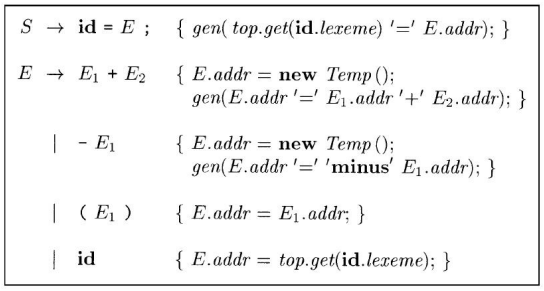 S → id = E ; { gen( top.get(id.lexeme) '=' E.addr); }
E → E₁ + E₂ { E.addr = new Temp();
gen(E.addr '=' E₁.addr '+' E₂.addr); }
| - E₁ { E.addr = new Temp();
gen(E.addr '=' 'minus' E₁.addr); }
| ( E₁ ) { E.addr = E₁.addr; }
| id { E.addr = top.get(id.lexeme); }